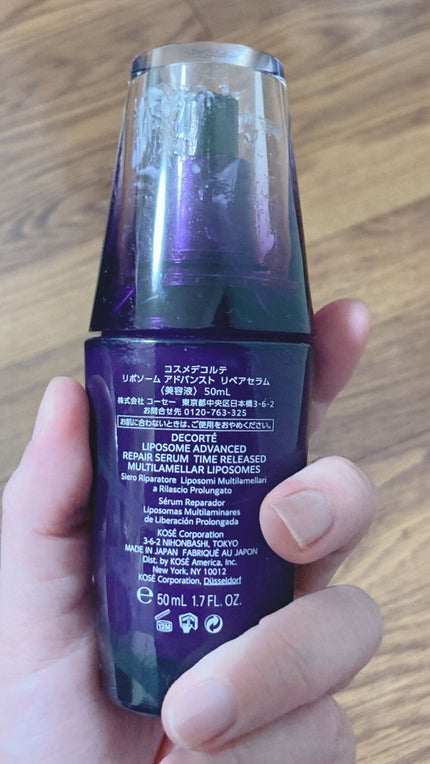 コスメデコルテ
リポソーム アドバンスト リペアセラム
〈美容液〉 50mL
株式会社 コーセー 東京都中央区日本橋3-6-2
お問合せ先 0120-763-325
お肌に合わないときは、ご使用をおやめください。
DECORTÉ
LIPOSOME ADVANCED
REPAIR SERUM TIME RELEASED
MULTILAMELLAR LIPOSOMES
Siero Riparatore Liposomi Multilamellari
a Rilascio Prolungato
Sérum Reparador
Liposomas Multilaminares
de Liberación Prolongada
KOSÉ Corporation
3-6-2 NIHONBASHI, TOKYO
MADE IN JAPAN FABRIQUÉ AU JAPON
Dist. by KOSÉ America, Inc.
New York, NY 10012
KOSÉ Corporation, Düsseldorf
℮ 50 mL 1.7 FL. OZ.
12M